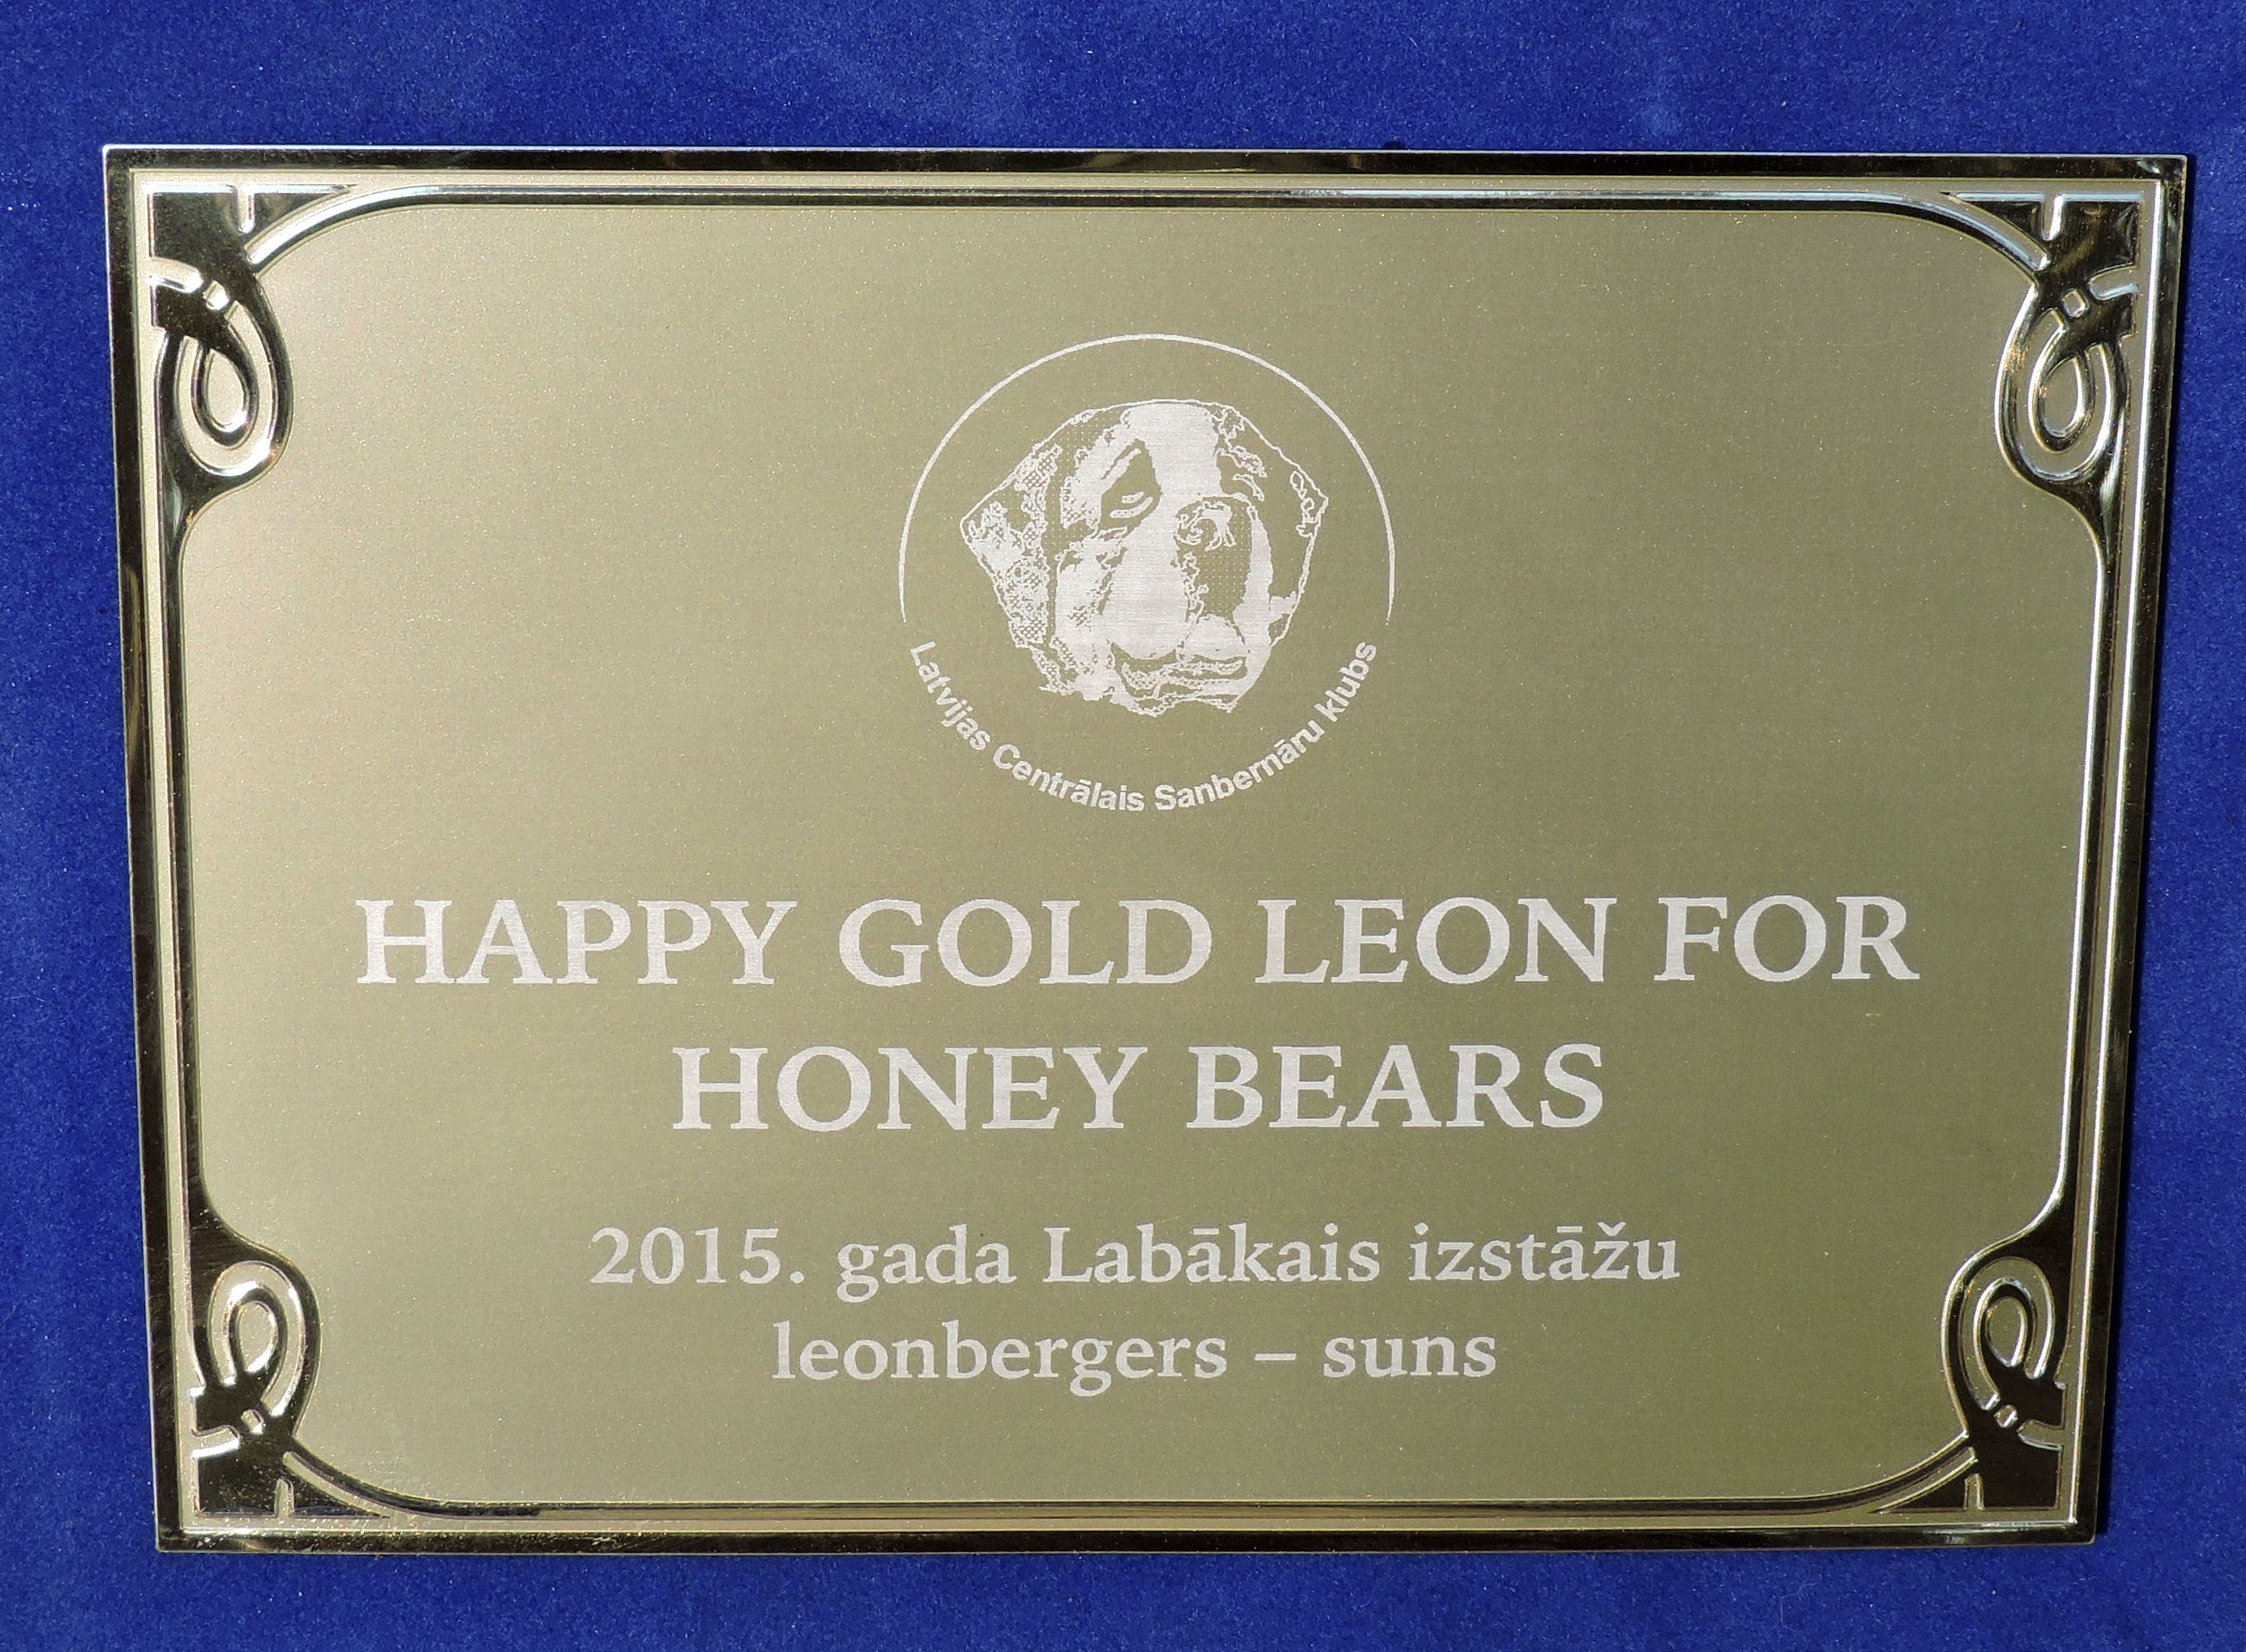 Latvijas Centrālais Sanbernāru klubs
HAPPY GOLD LEON FOR
HONEY BEARS
2015. gada Labākais izstāžu
leonbergers – suns